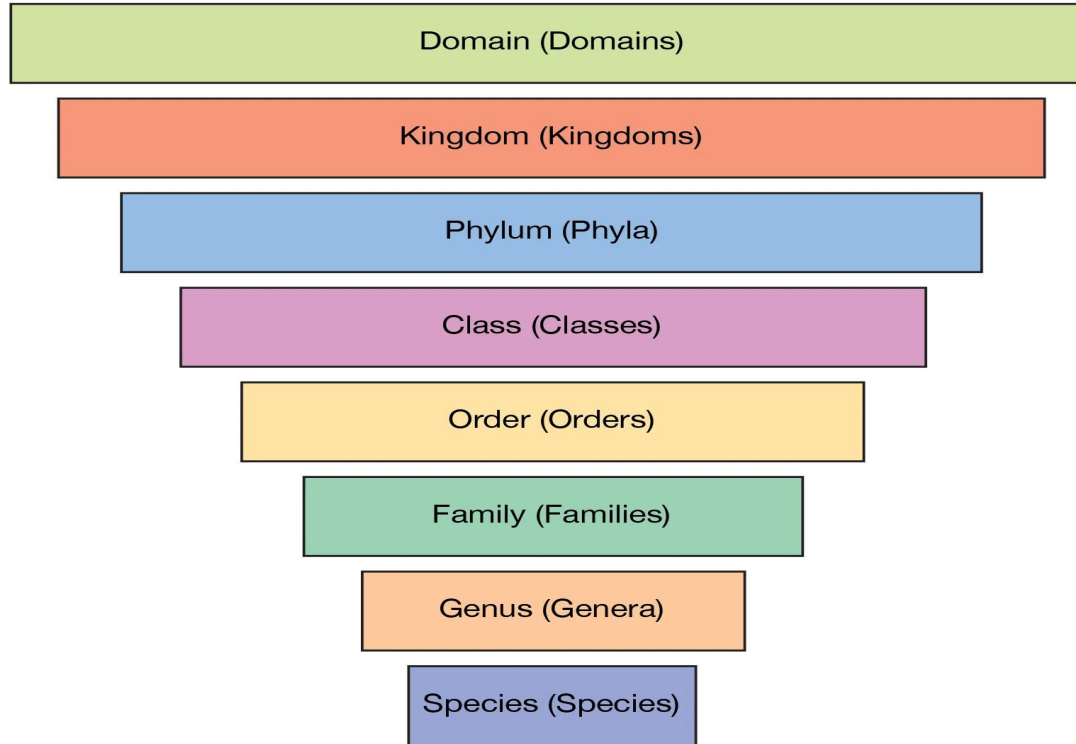 Domain (Domains)
Kingdom (Kingdoms)
Phylum (Phyla)
Class (Classes)
Order (Orders)
Family (Families)
Genus (Genera)
Species (Species)